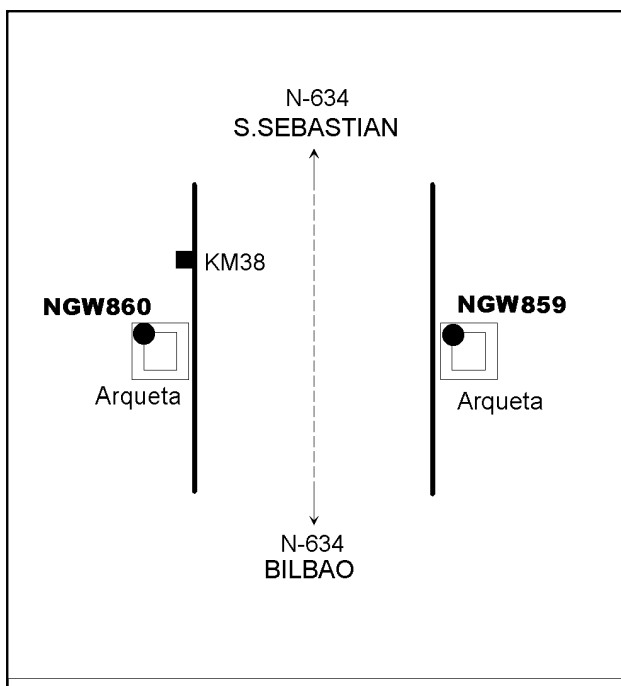 N-634
S.SEBASTIAN
KM38
NGW860
NGW859
Arqueta
Arqueta
N-634
BILBAO